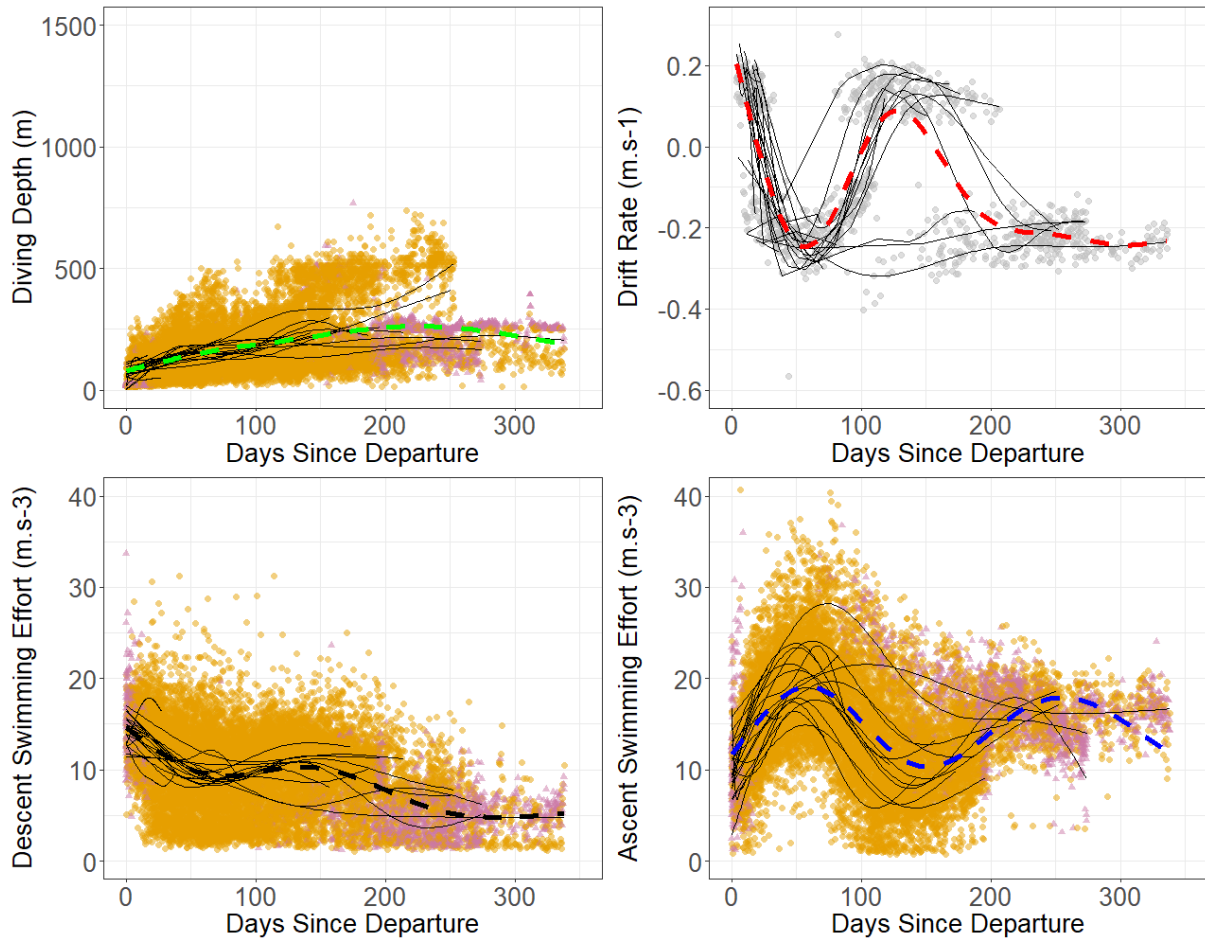 Diving Depth (m)
1500
1000
500
0
0 100 200 300
Days Since Departure
Drift Rate (m.s-1)
0.2
0.0
-0.2
-0.4
-0.6
0 100 200 300
Days Since Departure
Descent Swimming Effort (m.s-3)
40
30
20
10
0
0 100 200 300
Days Since Departure
Ascent Swimming Effort (m.s-3)
40
30
20
10
0
0 100 200 300
Days Since Departure